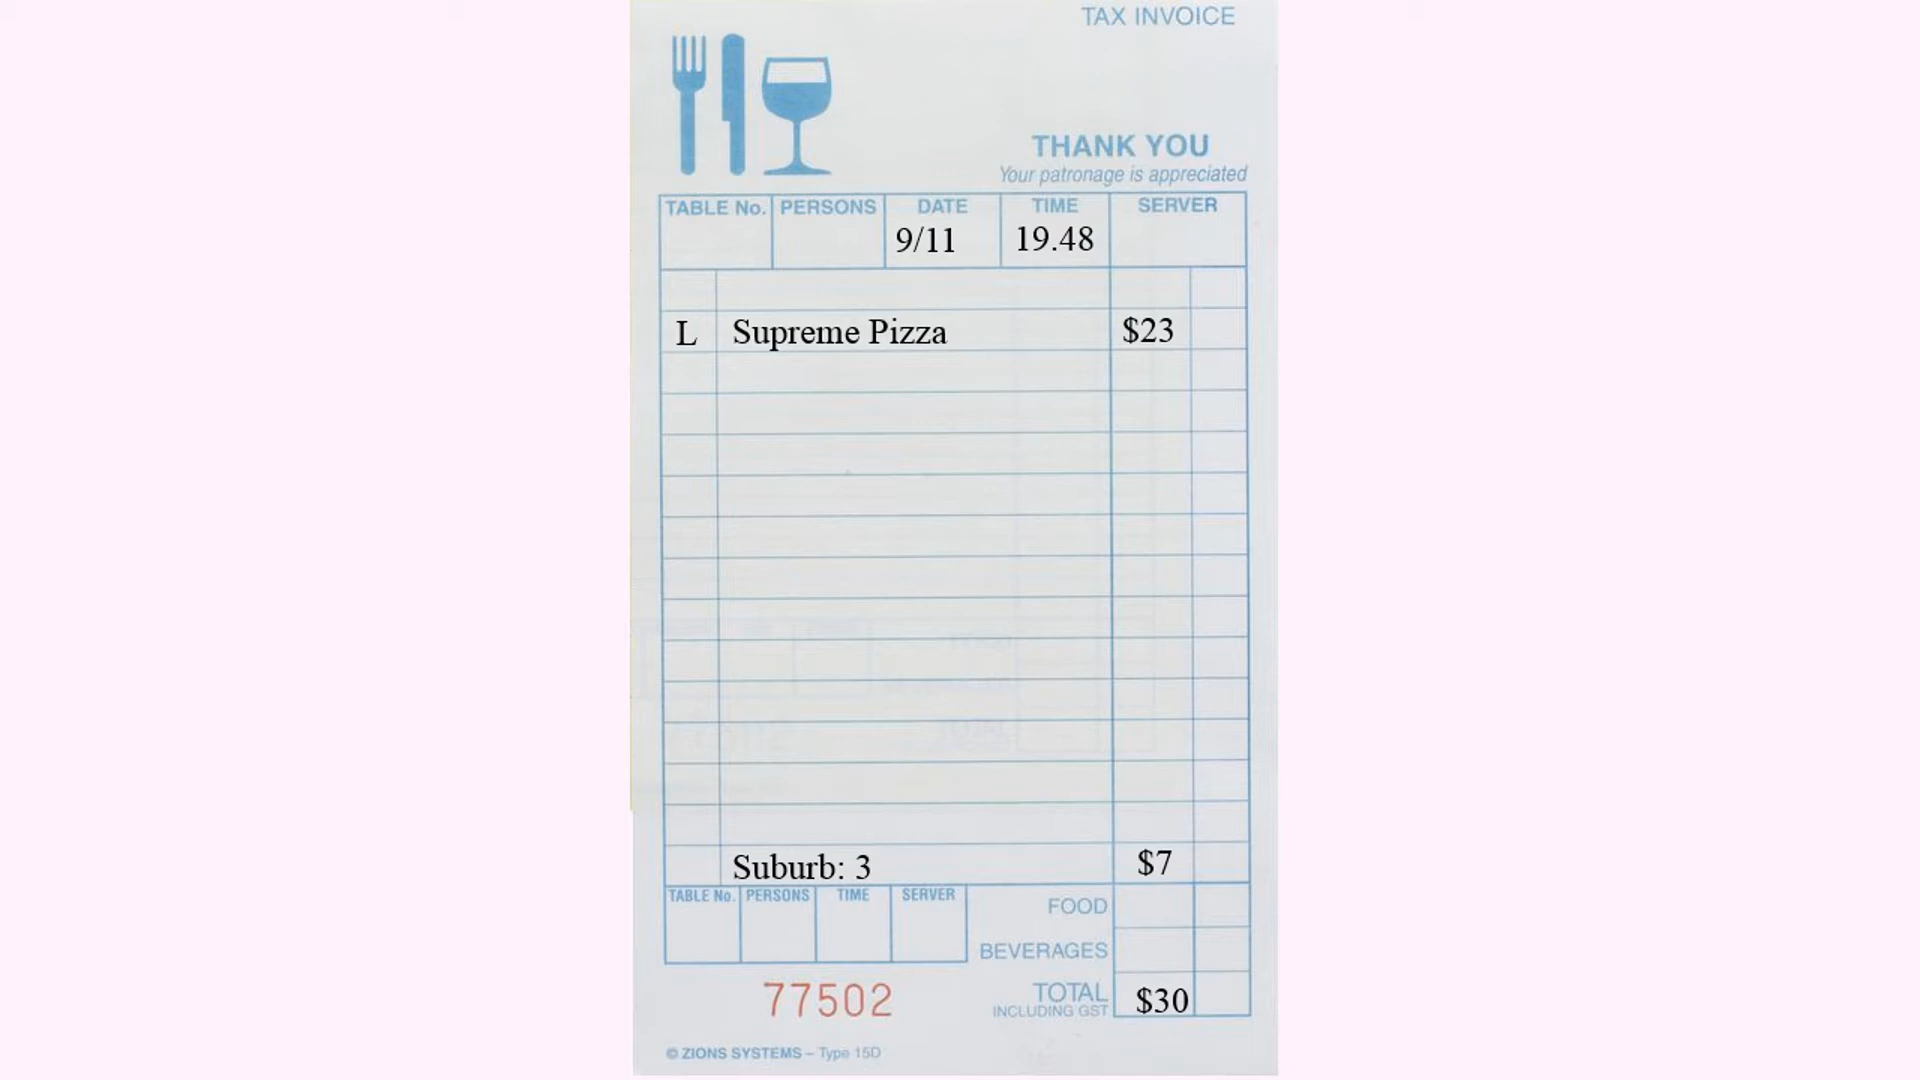 TAX INVOICE
THANK YOU
Your patronage is appreciated
TABLE No. PERSONS DATE TIME SERVER
9/11 19.48
L Supreme Pizza $23
Suburb: 3 $7
TABLE No. PERSONS TIME SERVER
FOOD
BEVERAGES
TOTAL $30
INCLUDING GST
77502
© ZIONS SYSTEMS – Type 15D